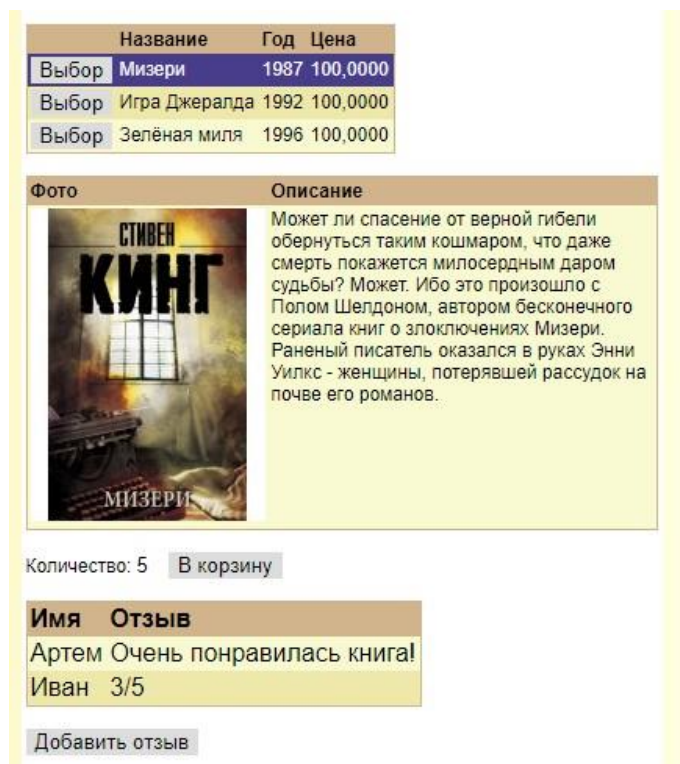 Название Год Цена
Выбор Мизери 1987 100,0000
Выбор Игра Джералда 1992 100,0000
Выбор Зелёная миля 1996 100,0000
Фото Описание
СТИВЕН
КИНГ
МИЗЕРИ
Может ли спасение от верной гибели
обернуться таким кошмаром, что даже
смерть покажется милосердным даром
судьбы? Может. Ибо это произошло с
Полом Шелдоном, автором бесконечного
сериала книг о злоключениях Мизери.
Раненый писатель оказался в руках Энни
Уилкс - женщины, потерявшей рассудок на
почве его романов.
Количество: 5 В корзину
Имя Отзыв
Артем Очень понравилась книга!
Иван 3/5
Добавить отзыв